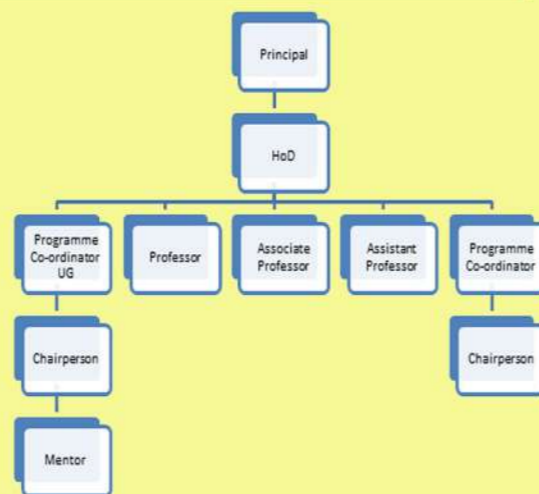 Principal
HoD
Programme
Co-ordinator
UG
Professor
Associate
Professor
Assistant
Professor
Programme
Co-ordinator
Chairperson
Chairperson
Mentor